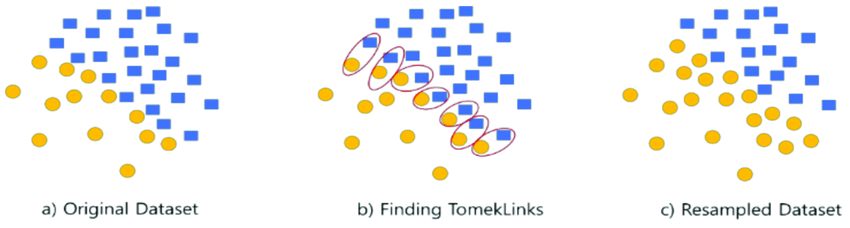 a) Original Dataset
b) Finding TomekLinks
c) Resampled Dataset